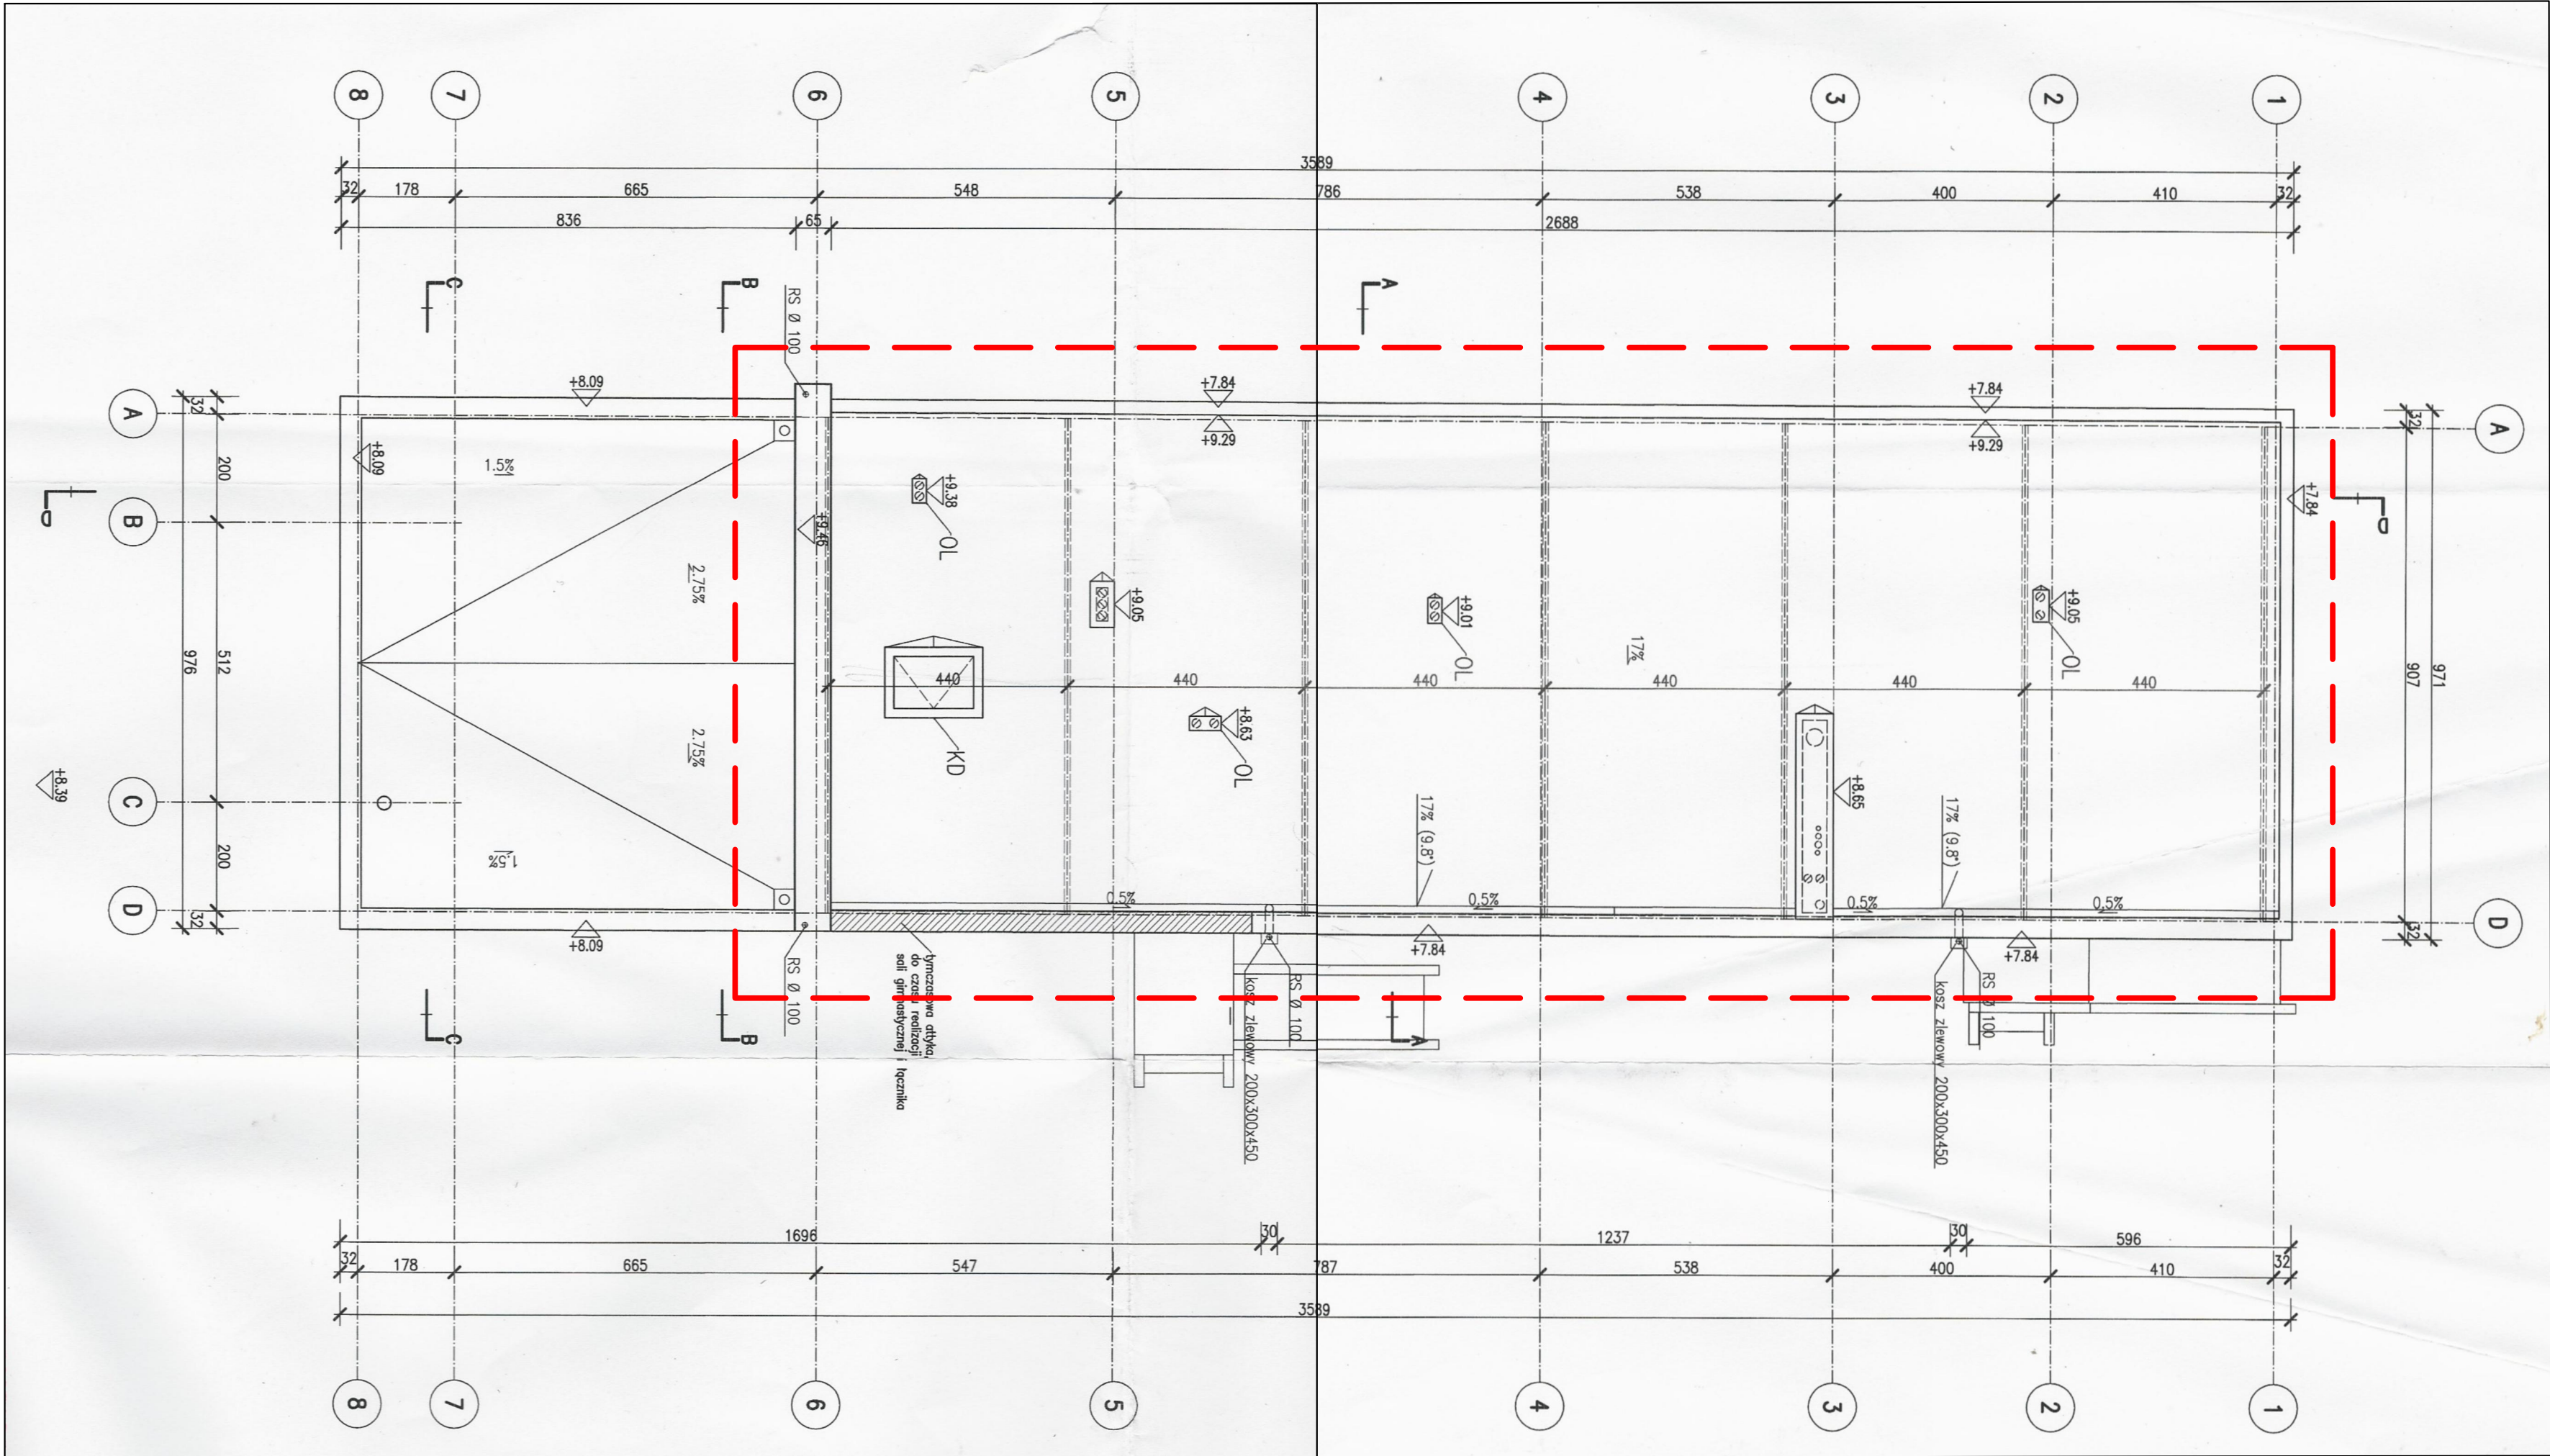 8 7 6 5 4 3 2 1
3589
32 178 665 548 786 538 400 410 32
836 65 2688
C B A
RS Ø 100
+8.09 +7.84 +7.84
+9.29 +9.29
A A
32 32
200
1.5%
+8.09
+9.38
OL
+7.84
D D
B
+9.46
2.75%
+9.05
+9.01
OL
17%
+9.05
OL
976 512 907 971
440 440 440 440 440 440
2.75%
KD
+8.63
OL
+8.65
+8.39
C
17% (9.8°) 17% (9.8°)
1.5%
200
0.5% 0.5% 0.5% 0.5%
D D
32 32
+8.09 +7.84 +7.84
RS Ø 100
tymczasowa attyka,
do czasu realizacji
sali gimnastycznej i łącznika
RS Ø 100
kosz zlewowy 200x300x450
RS Ø 100
kosz zlewowy 200x300x450
C B A
1696 30 1237 30 596
32 178 665 547 787 538 400 410 32
3589
8 7 6 5 4 3 2 1